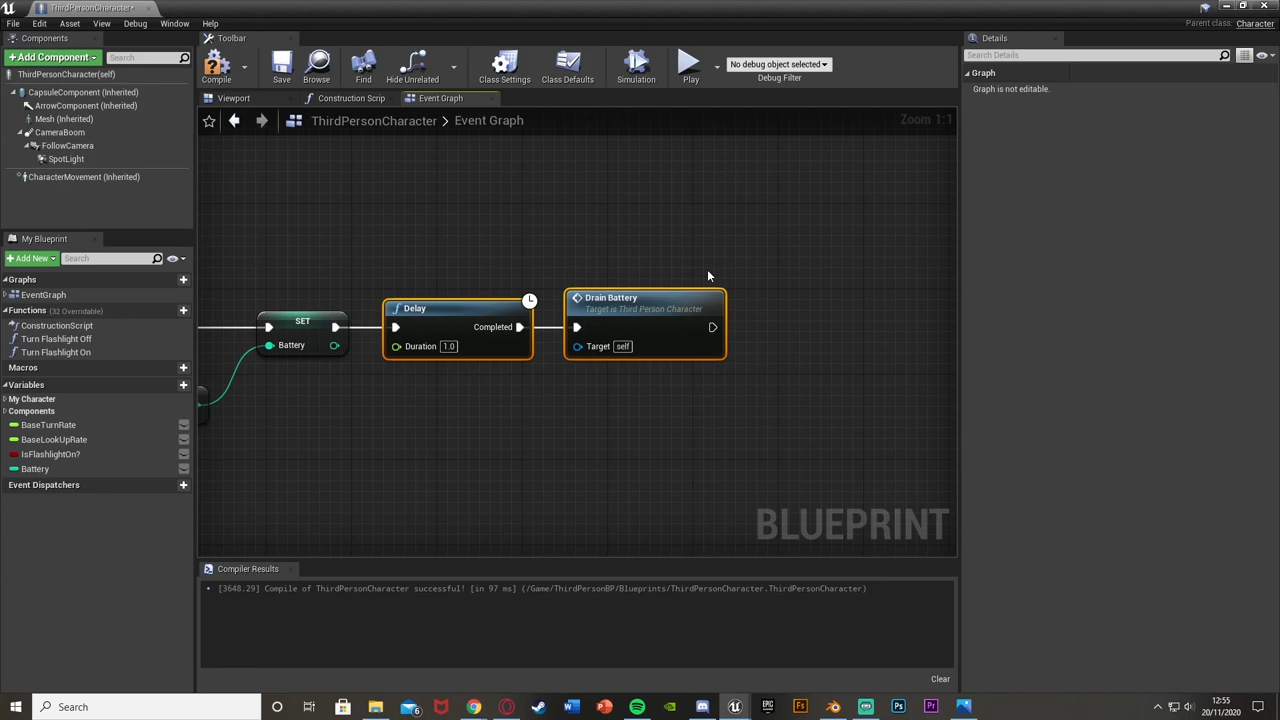 ThirdPersonCharacter*
File Edit Asset View Debug Window Help
Parent class: Character
Components
Toolbar
Details
+Add Component
Search
Search Details
ThirdPersonCharacter(self)
Compile
Save
Browse
Find
Hide Unrelated
Class Settings
Class Defaults
Simulation
Play
No debug object selected
Debug Filter
Graph
Graph is not editable.
CapsuleComponent (Inherited)
ArrowComponent (Inherited)
Mesh (Inherited)
CameraBoom
FollowCamera
SpotLight
CharacterMovement (Inherited)
Viewport
Construction Scrip
Event Graph
ThirdPersonCharacter > Event Graph
Zoom 1:1
My Blueprint
+Add New
Search
Graphs
EventGraph
Functions (32 Overridable)
ConstructionScript
Turn Flashlight Off
Turn Flashlight On
Macros
Variables
My Character
Components
BaseTurnRate
BaseLookUpRate
IsFlashlightOn?
Battery
Event Dispatchers
SET
Battery
Delay
Completed
Duration 1.0
Drain Battery
Target is Third Person Character
Target self
BLUEPRINT
Compiler Results
[3648.29] Compile of ThirdPersonCharacter successful! [in 97 ms] (/Game/ThirdPersonBP/Blueprints/ThirdPersonCharacter.ThirdPersonCharacter)
Clear
Search
12:55
20/11/2020